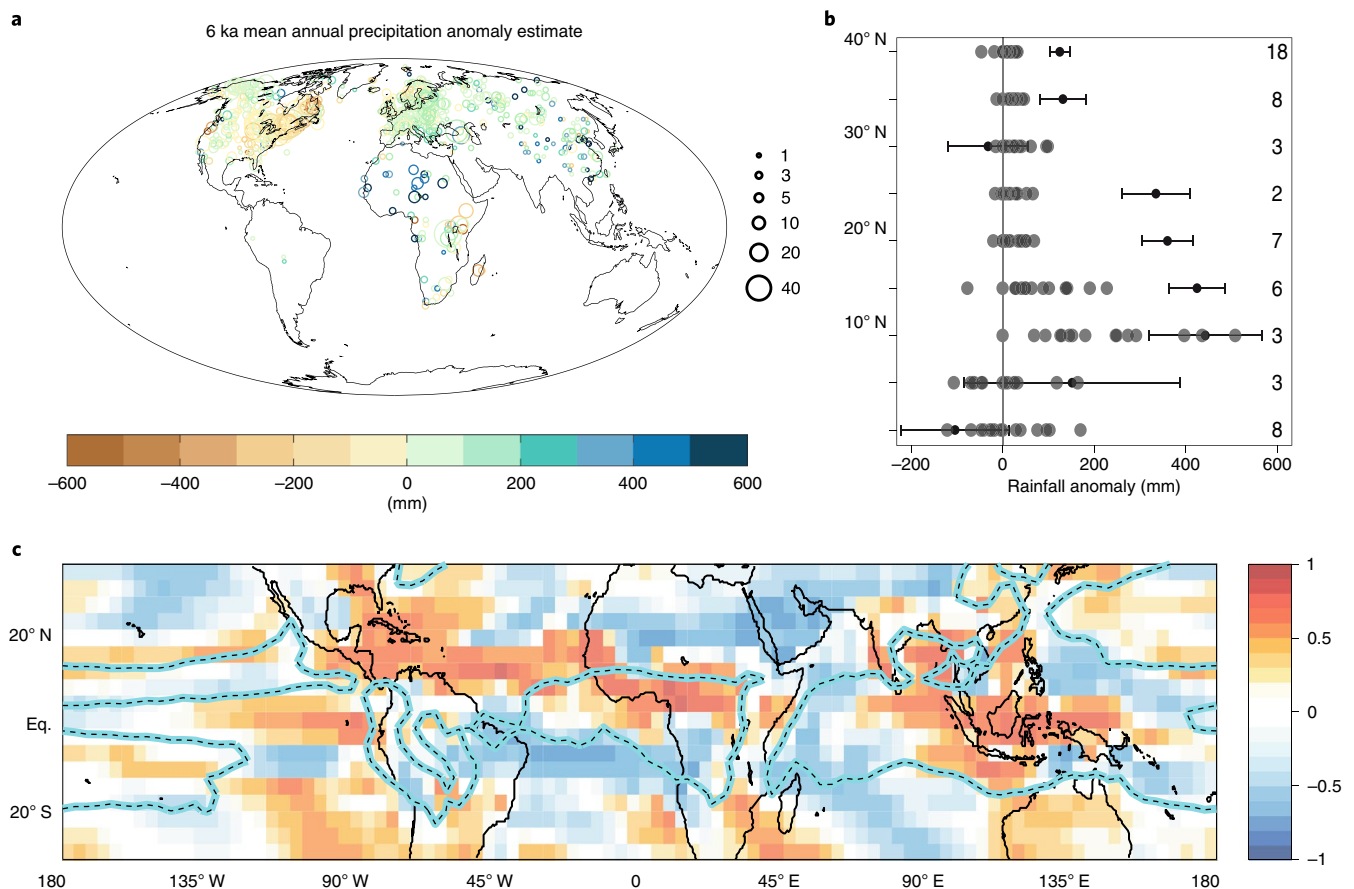 a
6 ka mean annual precipitation anomaly estimate
1
3
5
10
20
40
−600 −400 −200 0 200 400 600
(mm)
b
40° N
30° N
20° N
10° N
18
8
3
2
7
6
3
3
8
−200 0 200 400 600
Rainfall anomaly (mm)
c
20° N
Eq.
20° S
180 135° W 90° W 45° W 0 45° E 90° E 135° E 180
1
0.5
0
−0.5
−1